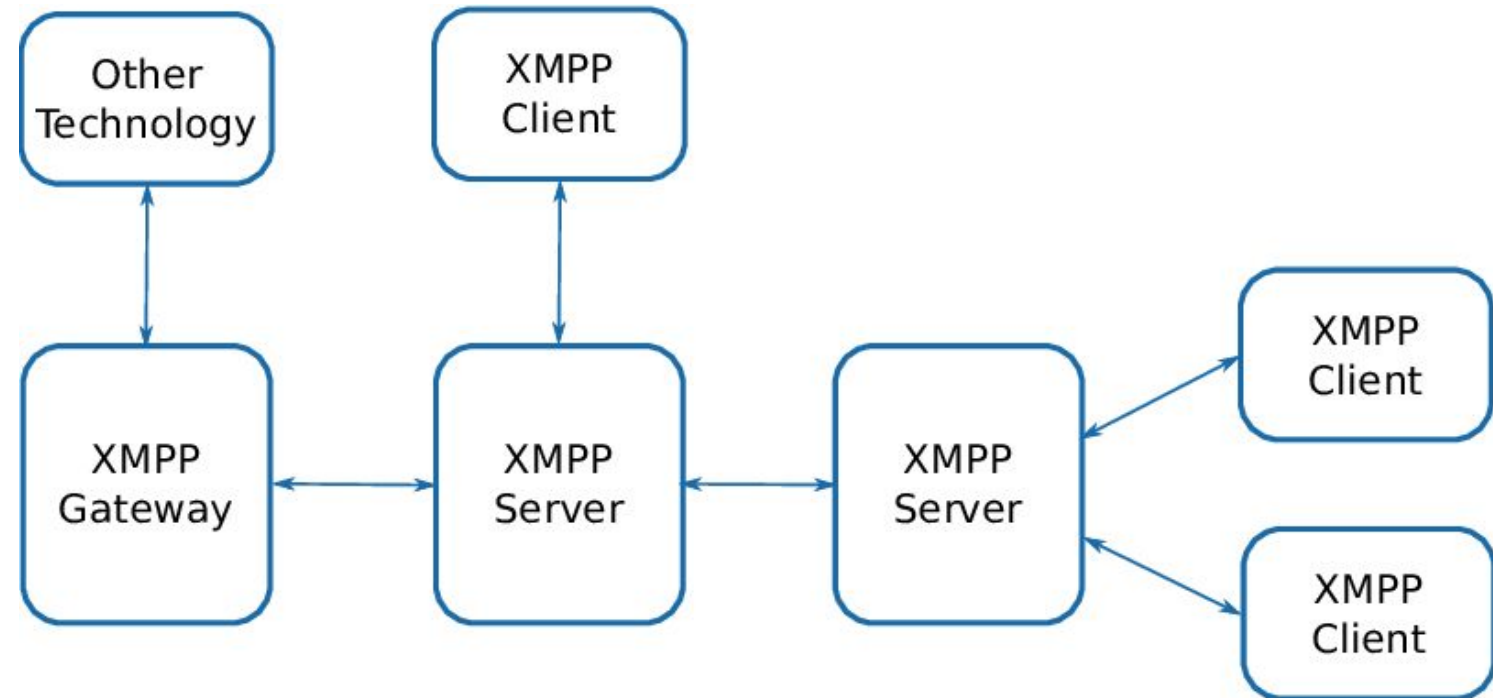 Other
Technology
XMPP
Client
XMPP
Gateway
XMPP
Server
XMPP
Server
XMPP
Client
XMPP
Client